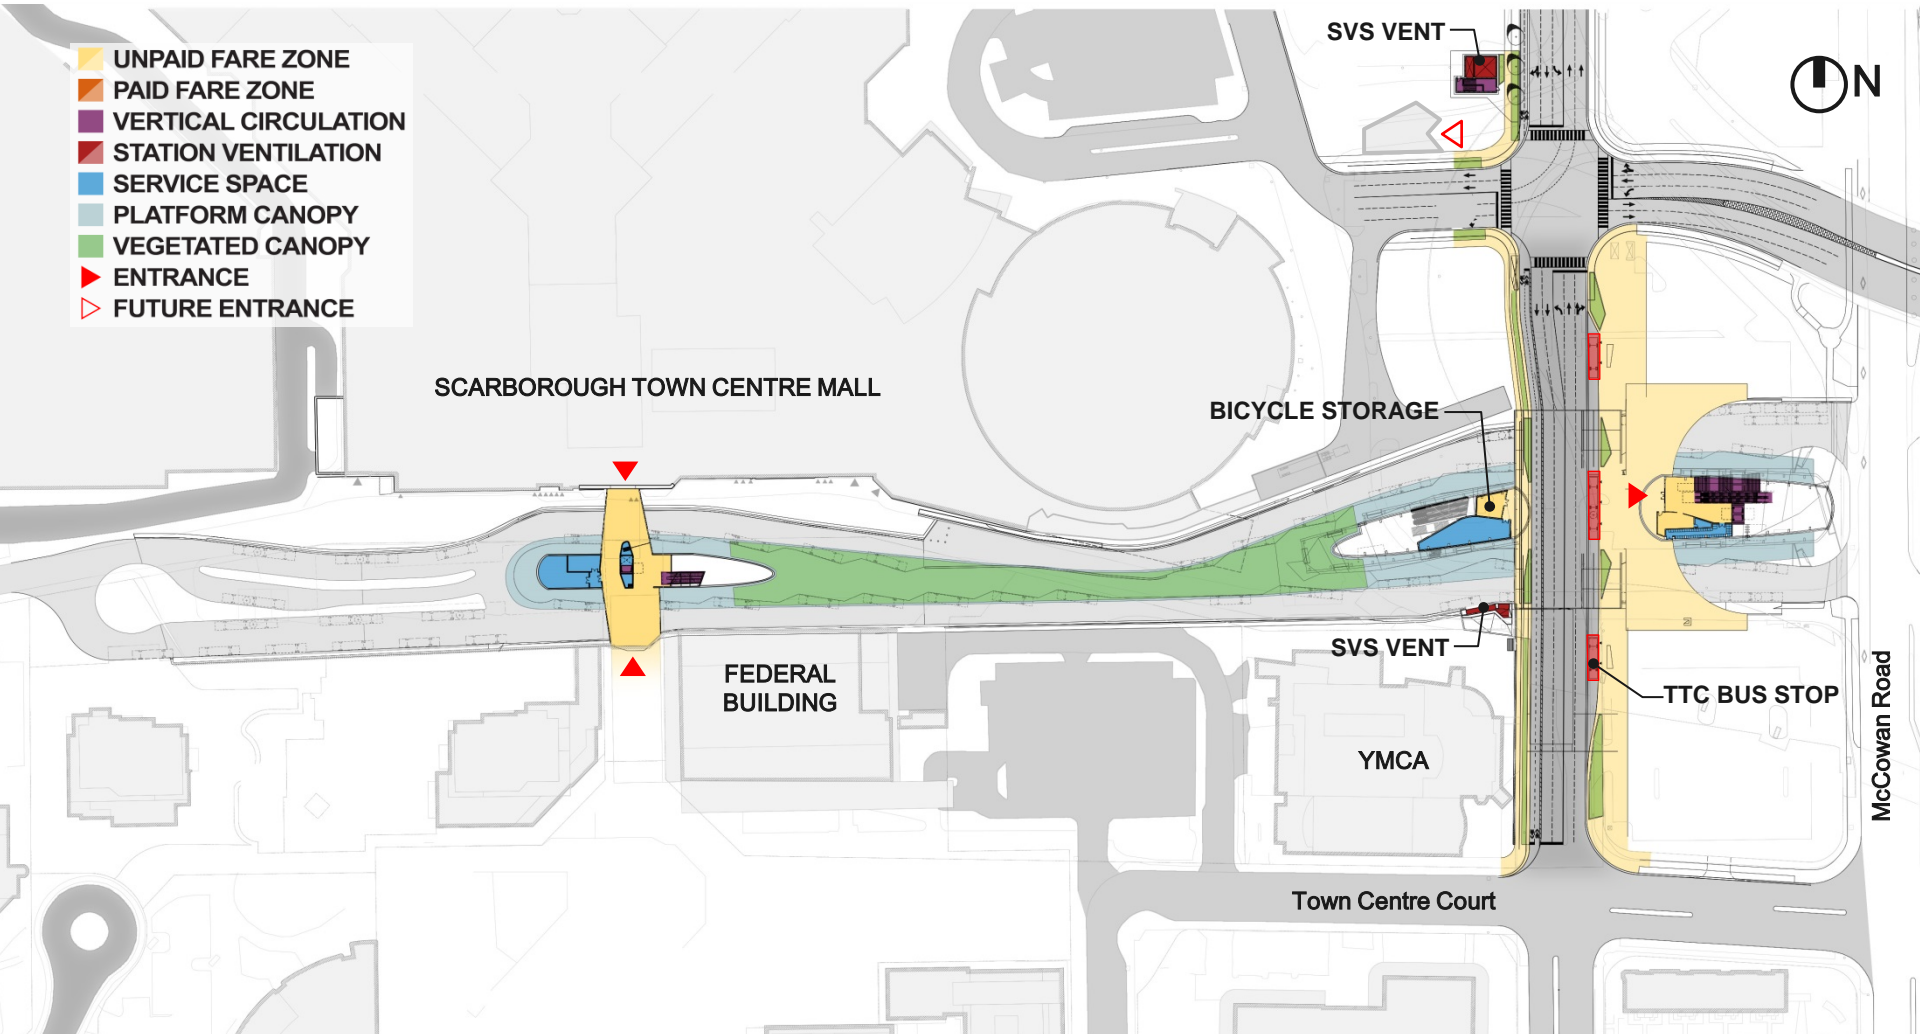 UNPAID FARE ZONE
PAID FARE ZONE
VERTICAL CIRCULATION
STATION VENTILATION
SERVICE SPACE
PLATFORM CANOPY
VEGETATED CANOPY
ENTRANCE
FUTURE ENTRANCE
SVS VENT
N
SCARBOROUGH TOWN CENTRE MALL
BICYCLE STORAGE
SVS VENT
FEDERAL
BUILDING
TTC BUS STOP
YMCA
McCowan Road
Town Centre Court